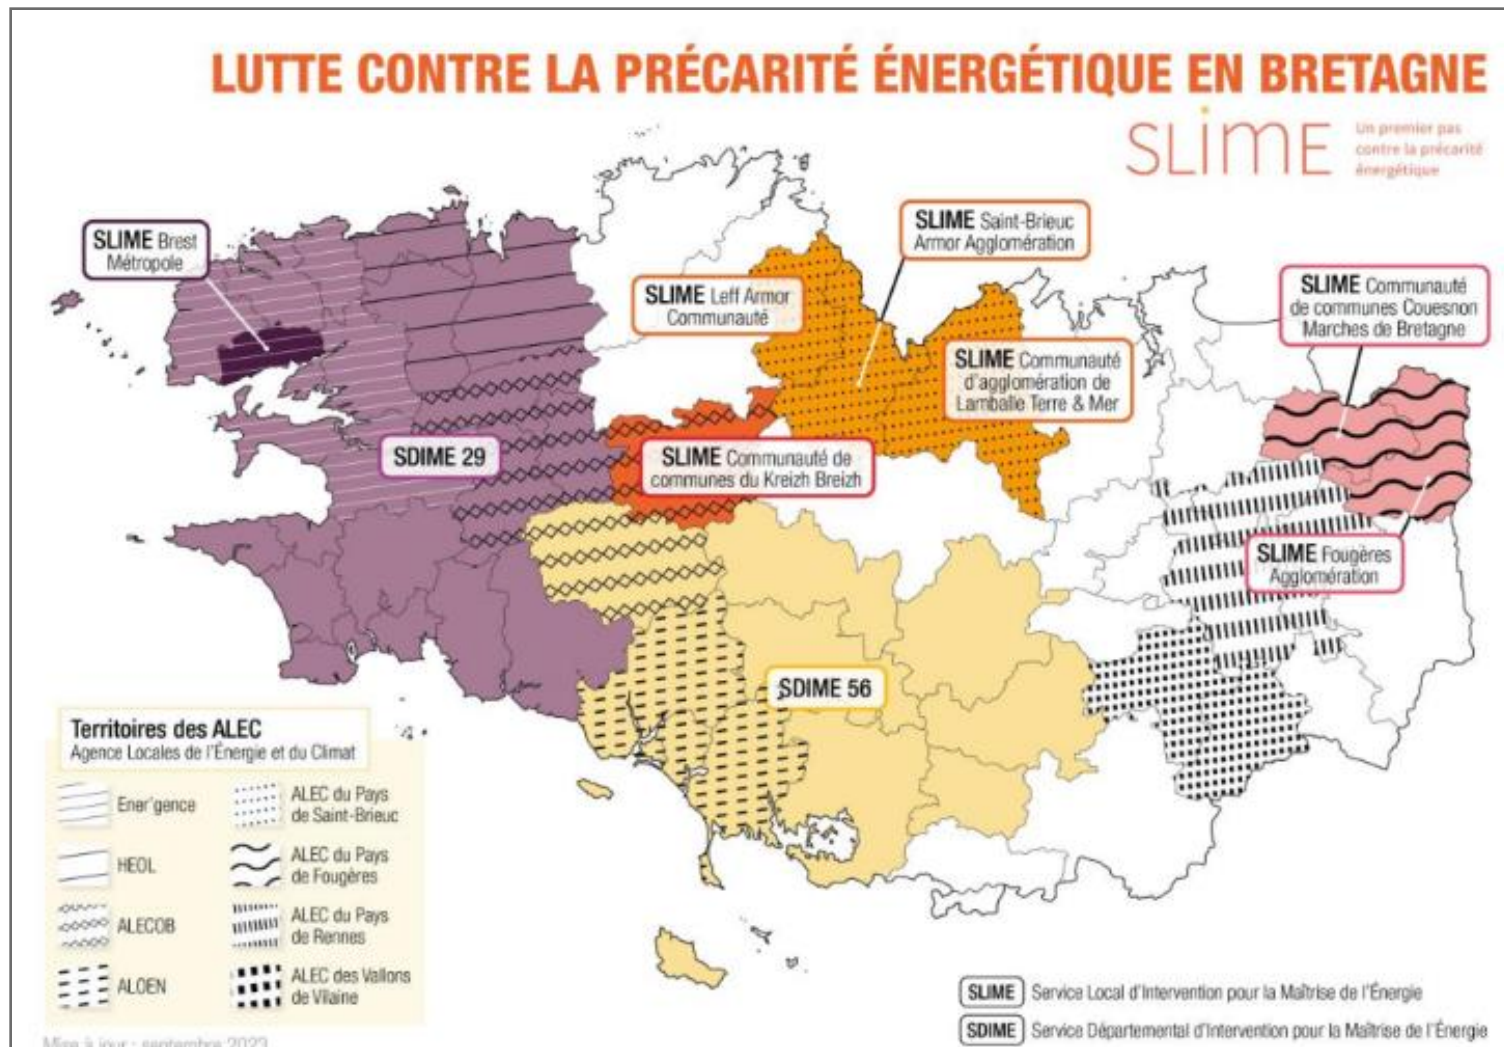 LUTTE CONTRE LA PRÉCARITÉ ÉNERGÉTIQUE EN BRETAGNE
SLiME
Un premier pas
contre la précarité
énergétique
SLIME Brest
Métropole
SLIME Saint-Brieuc
Armor Agglomération
SLIME Leff Armor
Communauté
SLIME Communauté
de communes Couesnon
Marches de Bretagne
SLIME Communauté
d'agglomération de
Lamballe Terre & Mer
SDIME 29
SLIME Communauté de
communes du Kreizh Breizh
SLIME Fougères
Agglomération
SDIME 56
Territoires des ALEC
Agence Locales de l'Énergie et du Climat
Ener'gence
HEOL
ALECOB
ALOEN
ALEC du Pays
de Saint-Brieuc
ALEC du Pays
de Fougères
ALEC du Pays
de Rennes
ALEC des Vallons
de Vilaine
SLIME Service Local d'Intervention pour la Maîtrise de l'Énergie
SDIME Service Départemental d'Intervention pour la Maîtrise de l'Énergie
Mise à jour : septembre 2023